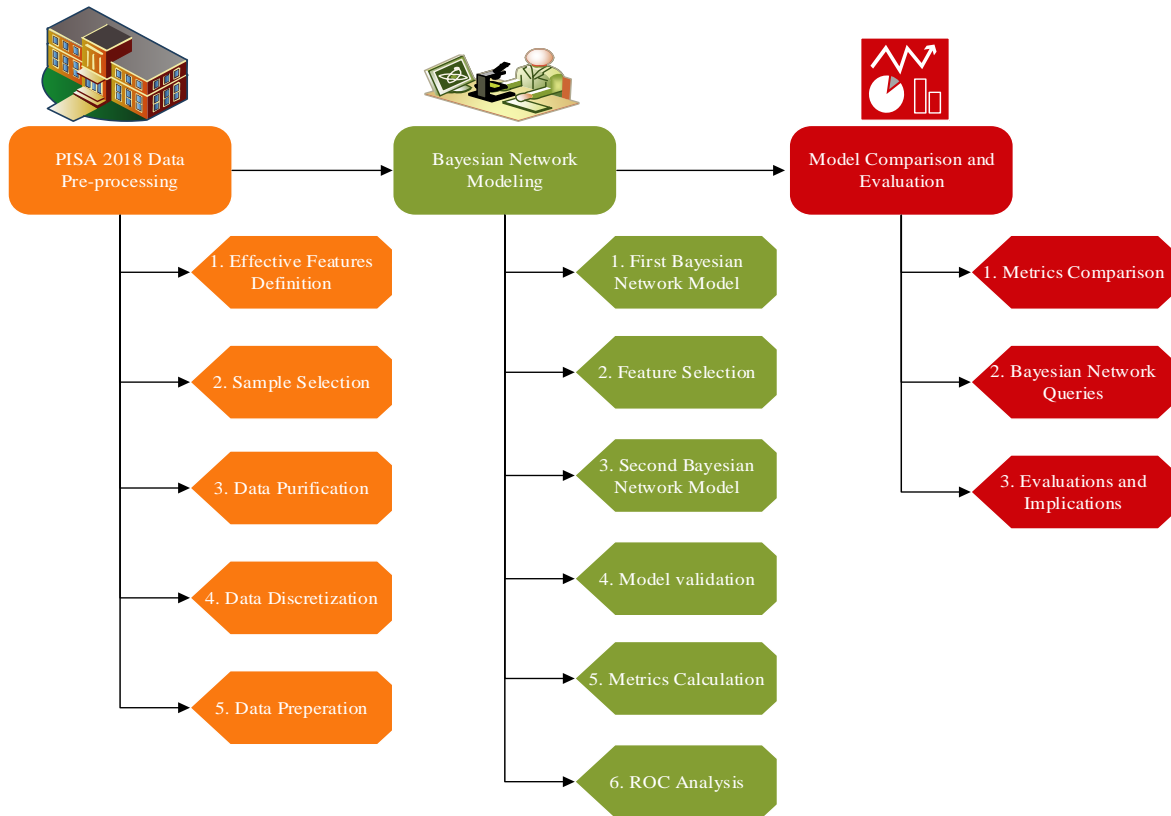 PISA 2018 Data
Pre-processing
Bayesian Network
Modeling
Model Comparison and
Evaluation
1. Effective Features
Definition
2. Sample Selection
3. Data Purification
4. Data Discretization
5. Data Preperation
1. First Bayesian
Network Model
2. Feature Selection
3. Second Bayesian
Network Model
4. Model validation
5. Metrics Calculation
6. ROC Analysis
1. Metrics Comparison
2. Bayesian Network
Queries
3. Evaluations and
Implications